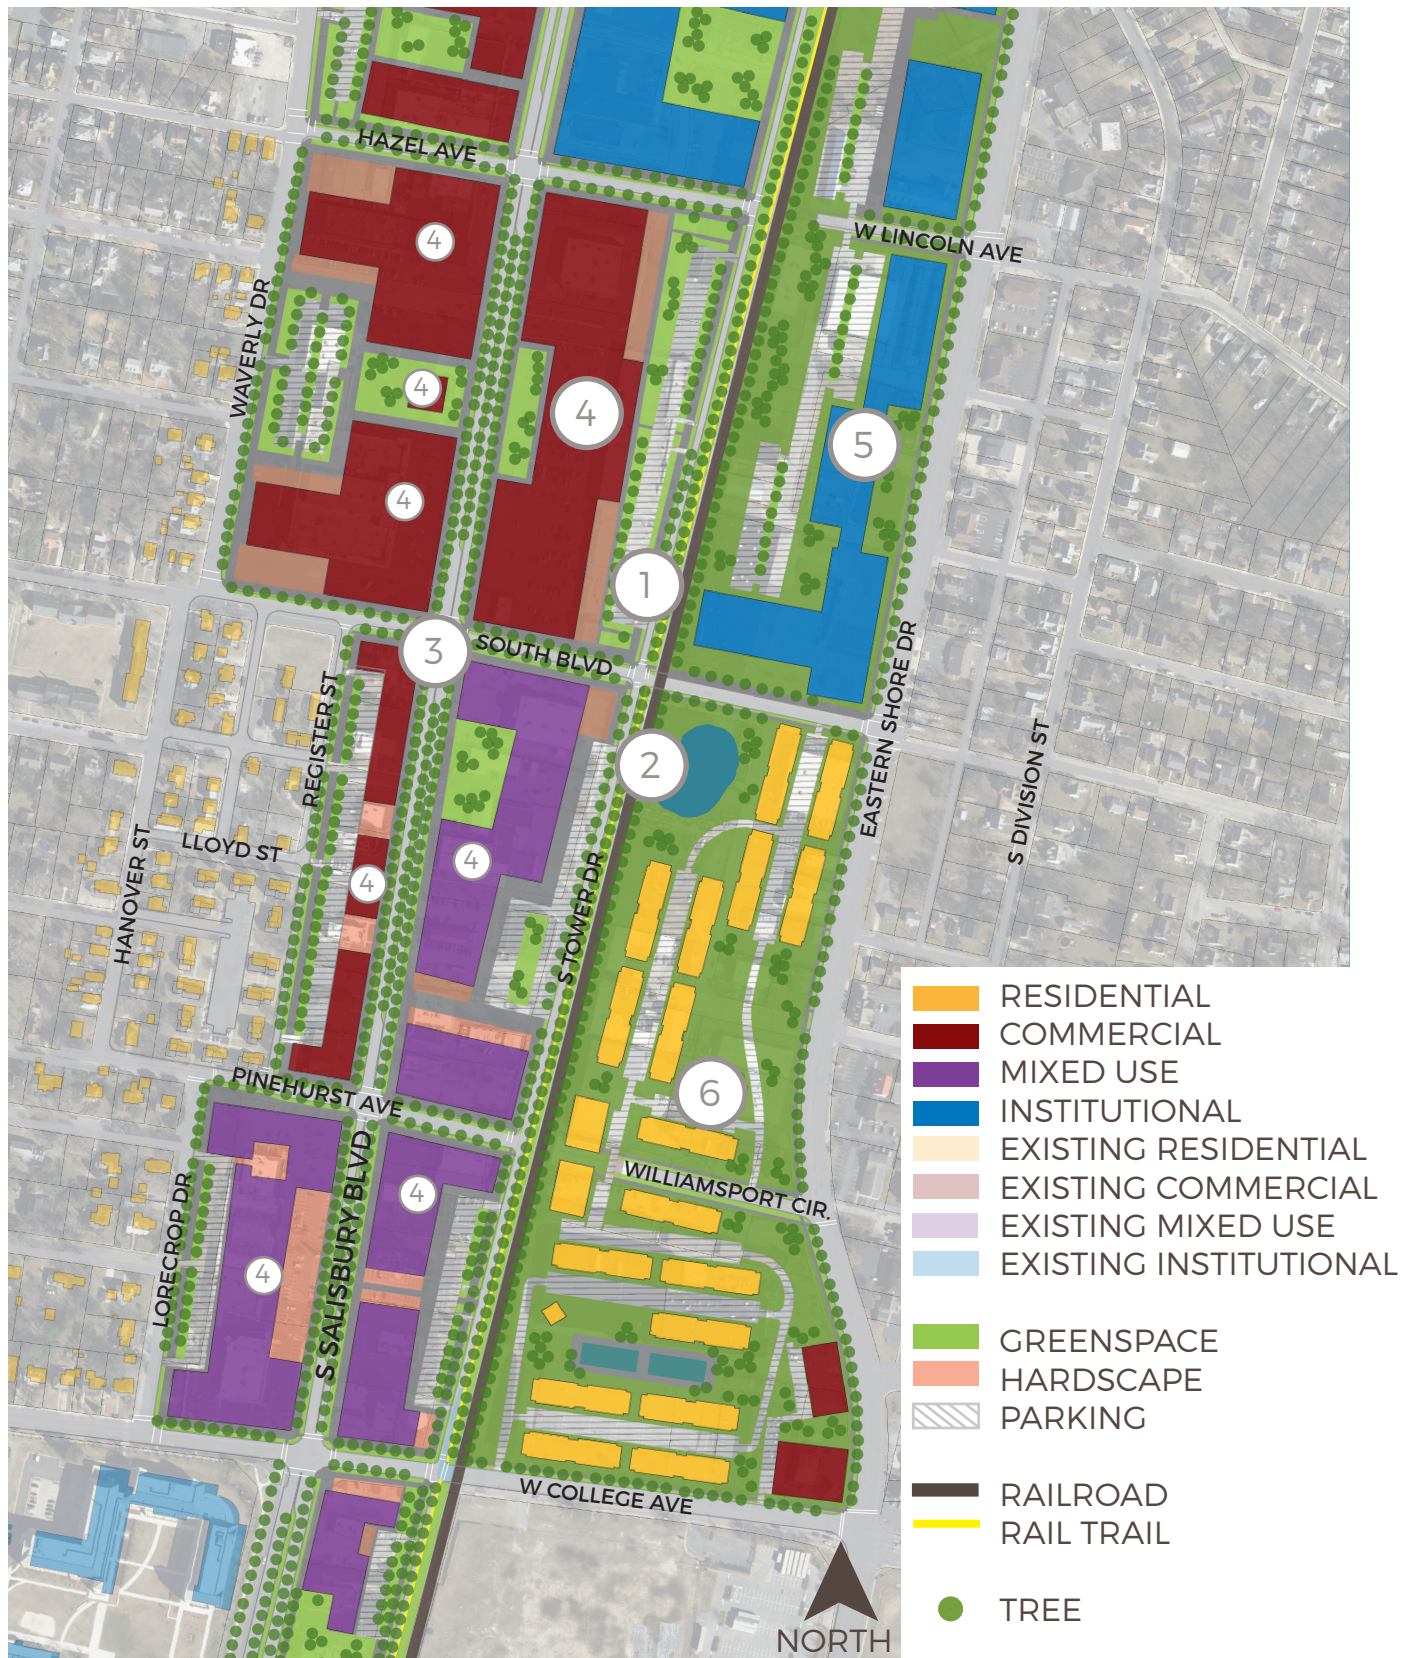 HAZEL AVE
W LINCOLN AVE
4
WAVERLY DR
4
4
5
4
1
3
SOUTH BLVD
EASTERN SHORE DR
REGISTER ST
2
S DIVISION ST
LLOYD ST
HANOVER ST
4
4
S TOWER DR
PINEHURST AVE
6
WILLIAMSPORT CIR.
LORECROP DR
S SALISBURY BLVD
4
4
W COLLEGE AVE
NORTH
RESIDENTIAL
COMMERCIAL
MIXED USE
INSTITUTIONAL
EXISTING RESIDENTIAL
EXISTING COMMERCIAL
EXISTING MIXED USE
EXISTING INSTITUTIONAL
GREENSPACE
HARDSCAPE
PARKING
RAILROAD
RAIL TRAIL
TREE